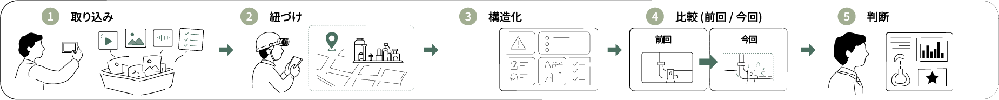 1 取り込み
2 紐づけ
3 構造化
4 比較 (前回 / 今回)
前回
今回
5 判断